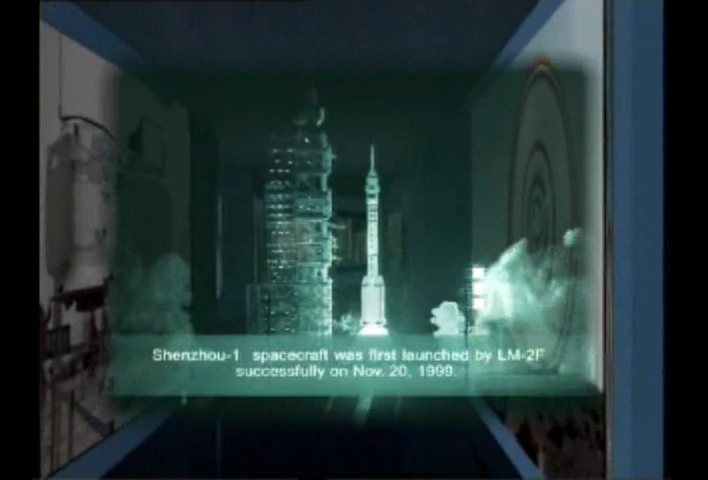 Shenzhou-1 spacecraft was first launched by LM-2F
successfully on Nov. 20, 1999.